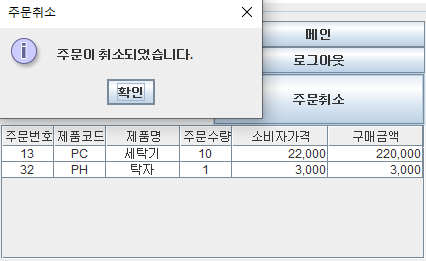 주문취소
주문이 취소되었습니다.
확인
메인
로그아웃
주문취소
주문번호 제품코드 제품명 주문수량 소비자가격 구매금액
13 PC 세탁기 10 22,000 220,000
32 PH 탁자 1 3,000 3,000